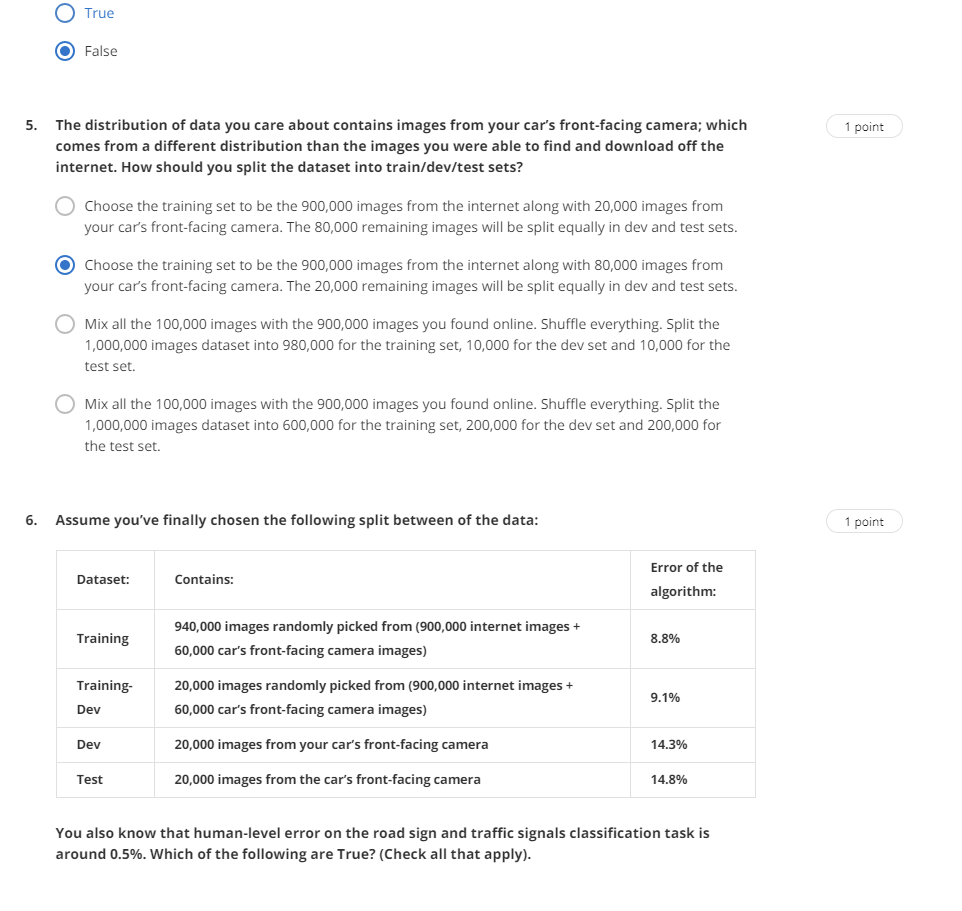 True
False
5. The distribution of data you care about contains images from your car’s front-facing camera; which
1 point
comes from a different distribution than the images you were able to find and download off the
internet. How should you split the dataset into train/dev/test sets?
Choose the training set to be the 900,000 images from the internet along with 20,000 images from
your car’s front-facing camera. The 80,000 remaining images will be split equally in dev and test sets.
Choose the training set to be the 900,000 images from the internet along with 80,000 images from
your car’s front-facing camera. The 20,000 remaining images will be split equally in dev and test sets.
Mix all the 100,000 images with the 900,000 images you found online. Shuffle everything. Split the
1,000,000 images dataset into 980,000 for the training set, 10,000 for the dev set and 10,000 for the
test set.
Mix all the 100,000 images with the 900,000 images you found online. Shuffle everything. Split the
1,000,000 images dataset into 600,000 for the training set, 200,000 for the dev set and 200,000 for
the test set.
6. Assume you’ve finally chosen the following split between of the data:
1 point
Dataset:
Contains:
Error of the
algorithm:
Training
940,000 images randomly picked from (900,000 internet images +
60,000 car’s front-facing camera images)
8.8%
Training-
Dev
20,000 images randomly picked from (900,000 internet images +
60,000 car’s front-facing camera images)
9.1%
Dev
20,000 images from your car’s front-facing camera
14.3%
Test
20,000 images from the car’s front-facing camera
14.8%
You also know that human-level error on the road sign and traffic signals classification task is
around 0.5%. Which of the following are True? (Check all that apply).